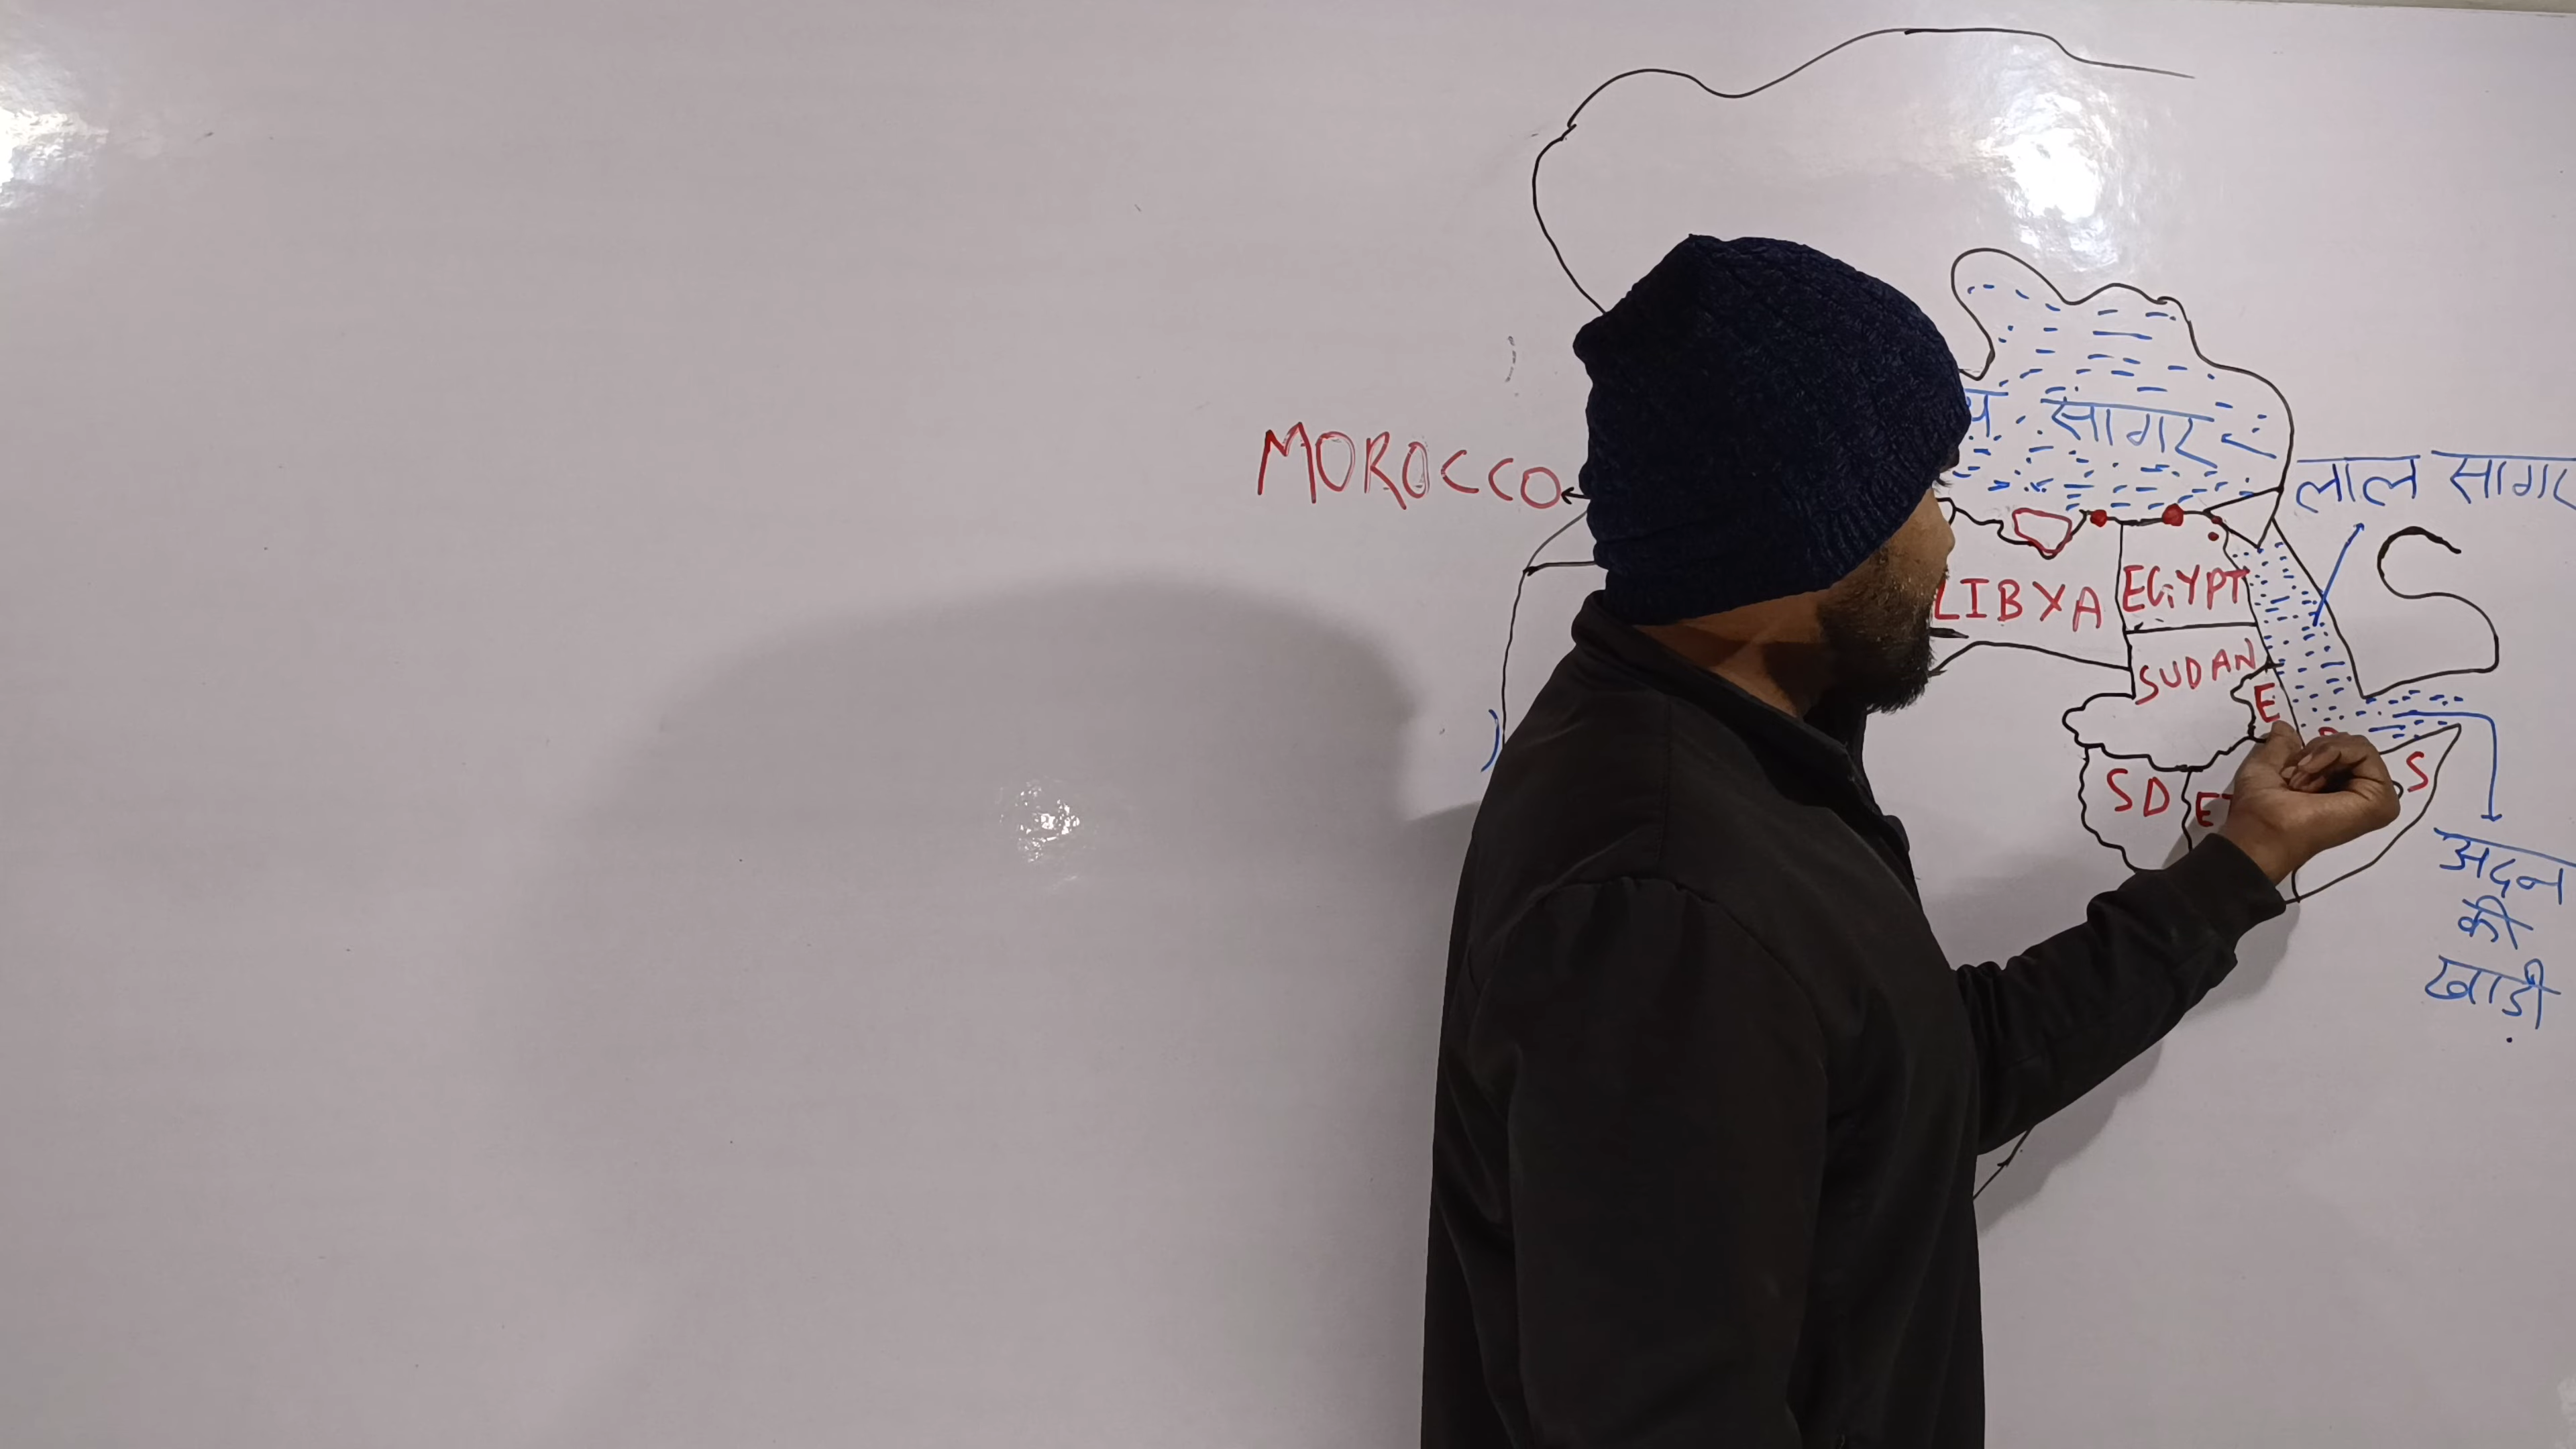 सागर
लाल सागर
MOROCCO
LIBYA
EGYPT
SUDAN
E
S
SD
अदन
की
खाड़ी